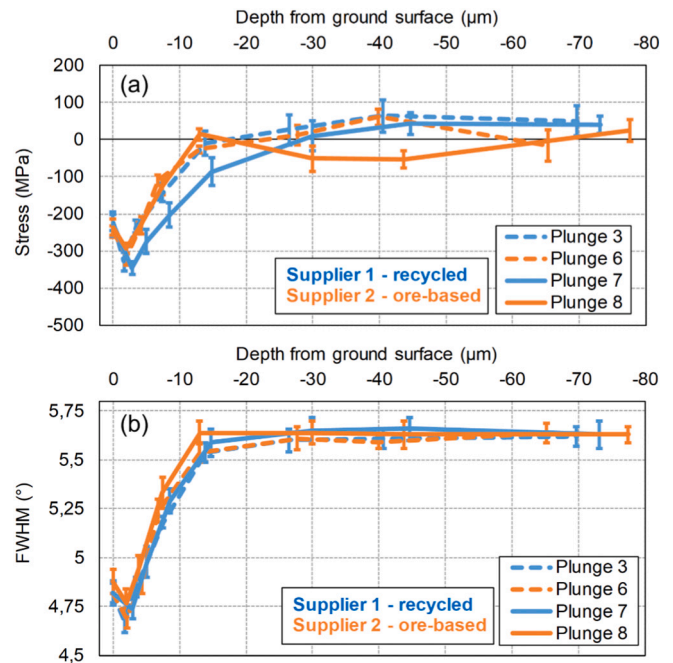 Depth from ground surface (µm)
0 -10 -20 -30 -40 -50 -60 -70 -80
200
100
0
-100
-200
-300
-400
-500
Stress (MPa)
(a)
Supplier 1 - recycled
Supplier 2 - ore-based
Plunge 3
Plunge 6
Plunge 7
Plunge 8
Depth from ground surface (µm)
0 -10 -20 -30 -40 -50 -60 -70 -80
5,75
5,5
5,25
5
4,75
4,5
FWHM (°)
(b)
Supplier 1 - recycled
Supplier 2 - ore-based
Plunge 3
Plunge 6
Plunge 7
Plunge 8